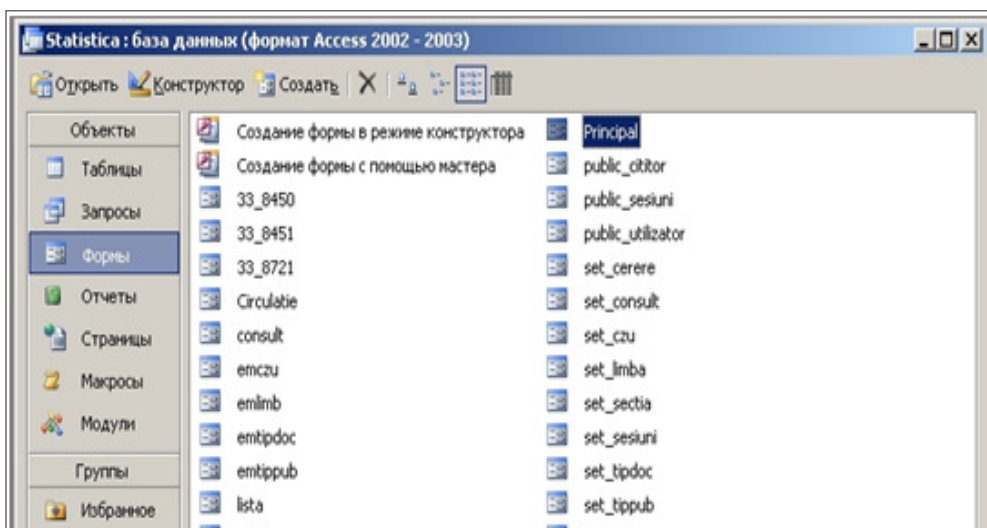 Statistica : база данных (формат Access 2002 - 2003)
Открыть Конструктор Создать
Объекты
Таблицы
Запросы
Формы
Отчеты
Страницы
Макросы
Модули
Группы
Избранное
Создание формы в режиме конструктора
Создание формы с помощью мастера
33_8450
33_8451
33_8721
Circulatie
consult
emczu
emlimb
emtipdoc
emtippub
lista
Principal
public_cititor
public_sesiuni
public_utilizator
set_cerere
set_consult
set_czu
set_limba
set_sectia
set_sesiuni
set_tipdoc
set_tippub